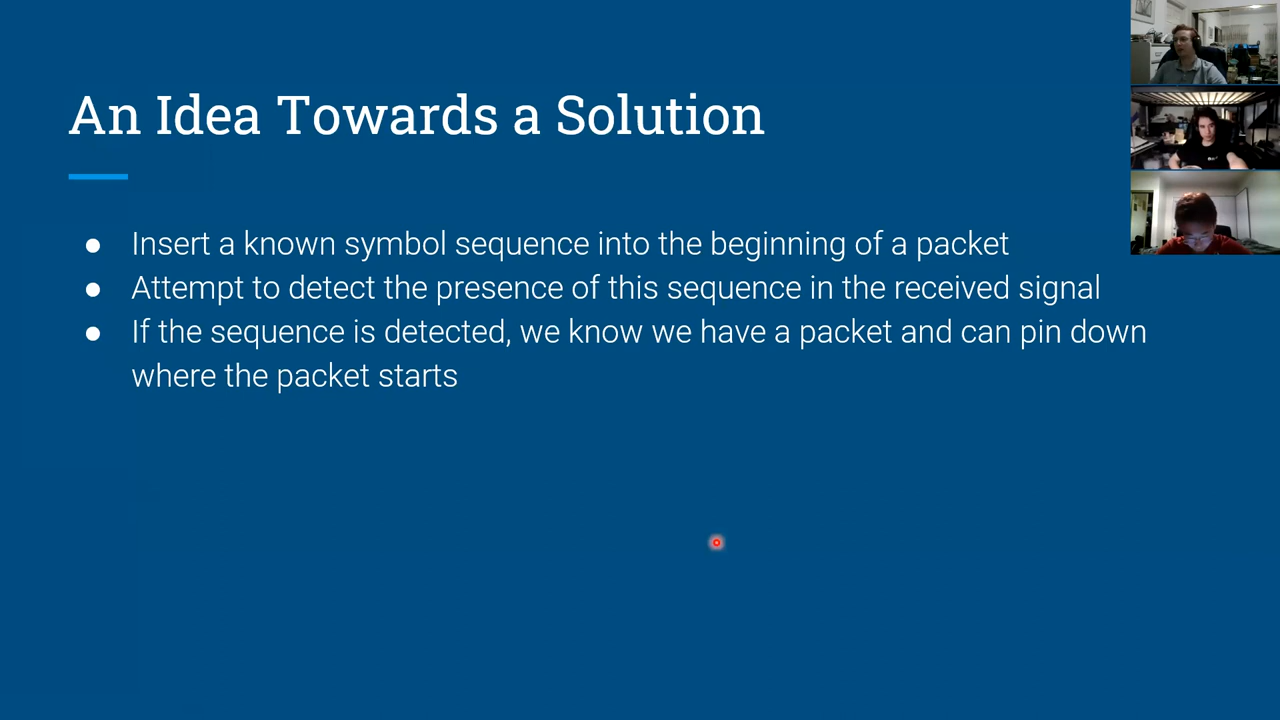 An Idea Towards a Solution
● Insert a known symbol sequence into the beginning of a packet
● Attempt to detect the presence of this sequence in the received signal
● If the sequence is detected, we know we have a packet and can pin down
where the packet starts